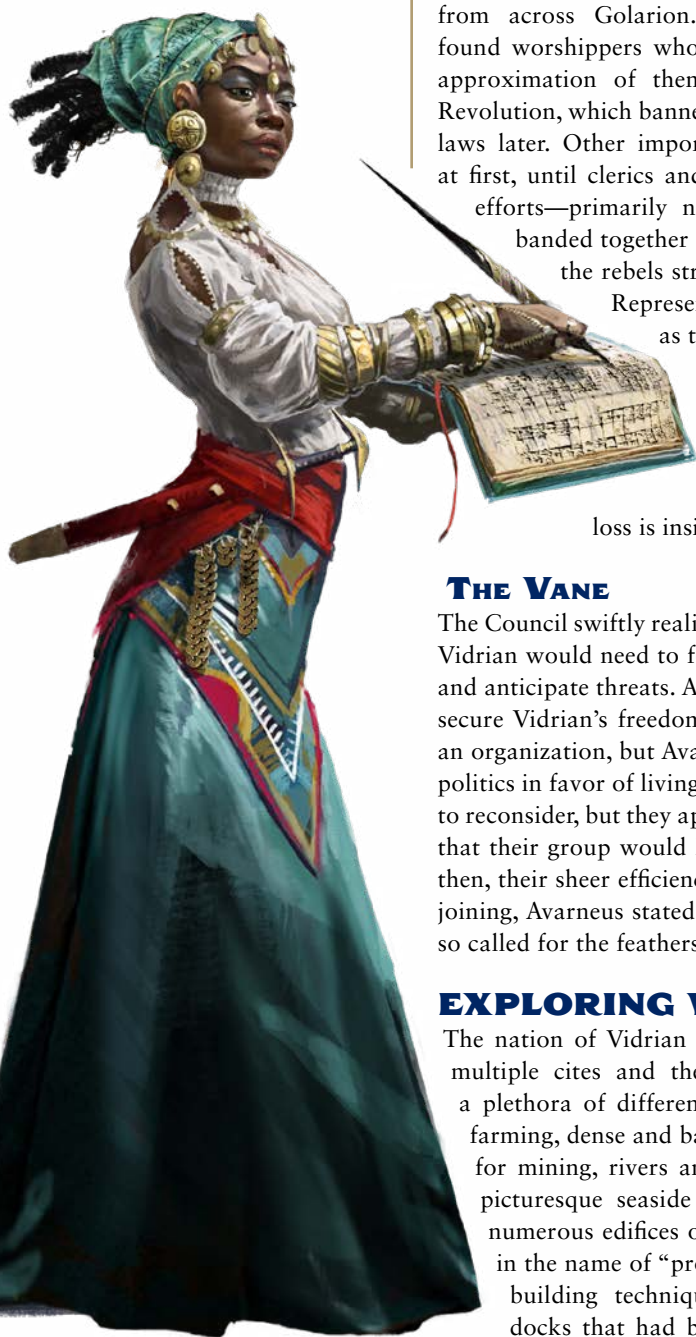 from across Golarion.
found worshippers who
approximation of them
Revolution, which banne
laws later. Other impor
at first, until clerics and
efforts—primarily n
banded together
the rebels str
Represe
as t
loss is insi
THE VANE
The Council swiftly reali
Vidrian would need to f
and anticipate threats. A
secure Vidrian’s freedom
an organization, but Ava
politics in favor of living
to reconsider, but they ap
that their group would
then, their sheer efficienc
joining, Avarneus stated
so called for the feathers
EXPLORING V
The nation of Vidrian
multiple cites and the
a plethora of differen
farming, dense and ba
for mining, rivers an
picturesque seaside
numerous edifices o
in the name of “pro
building techniqu
docks that had b